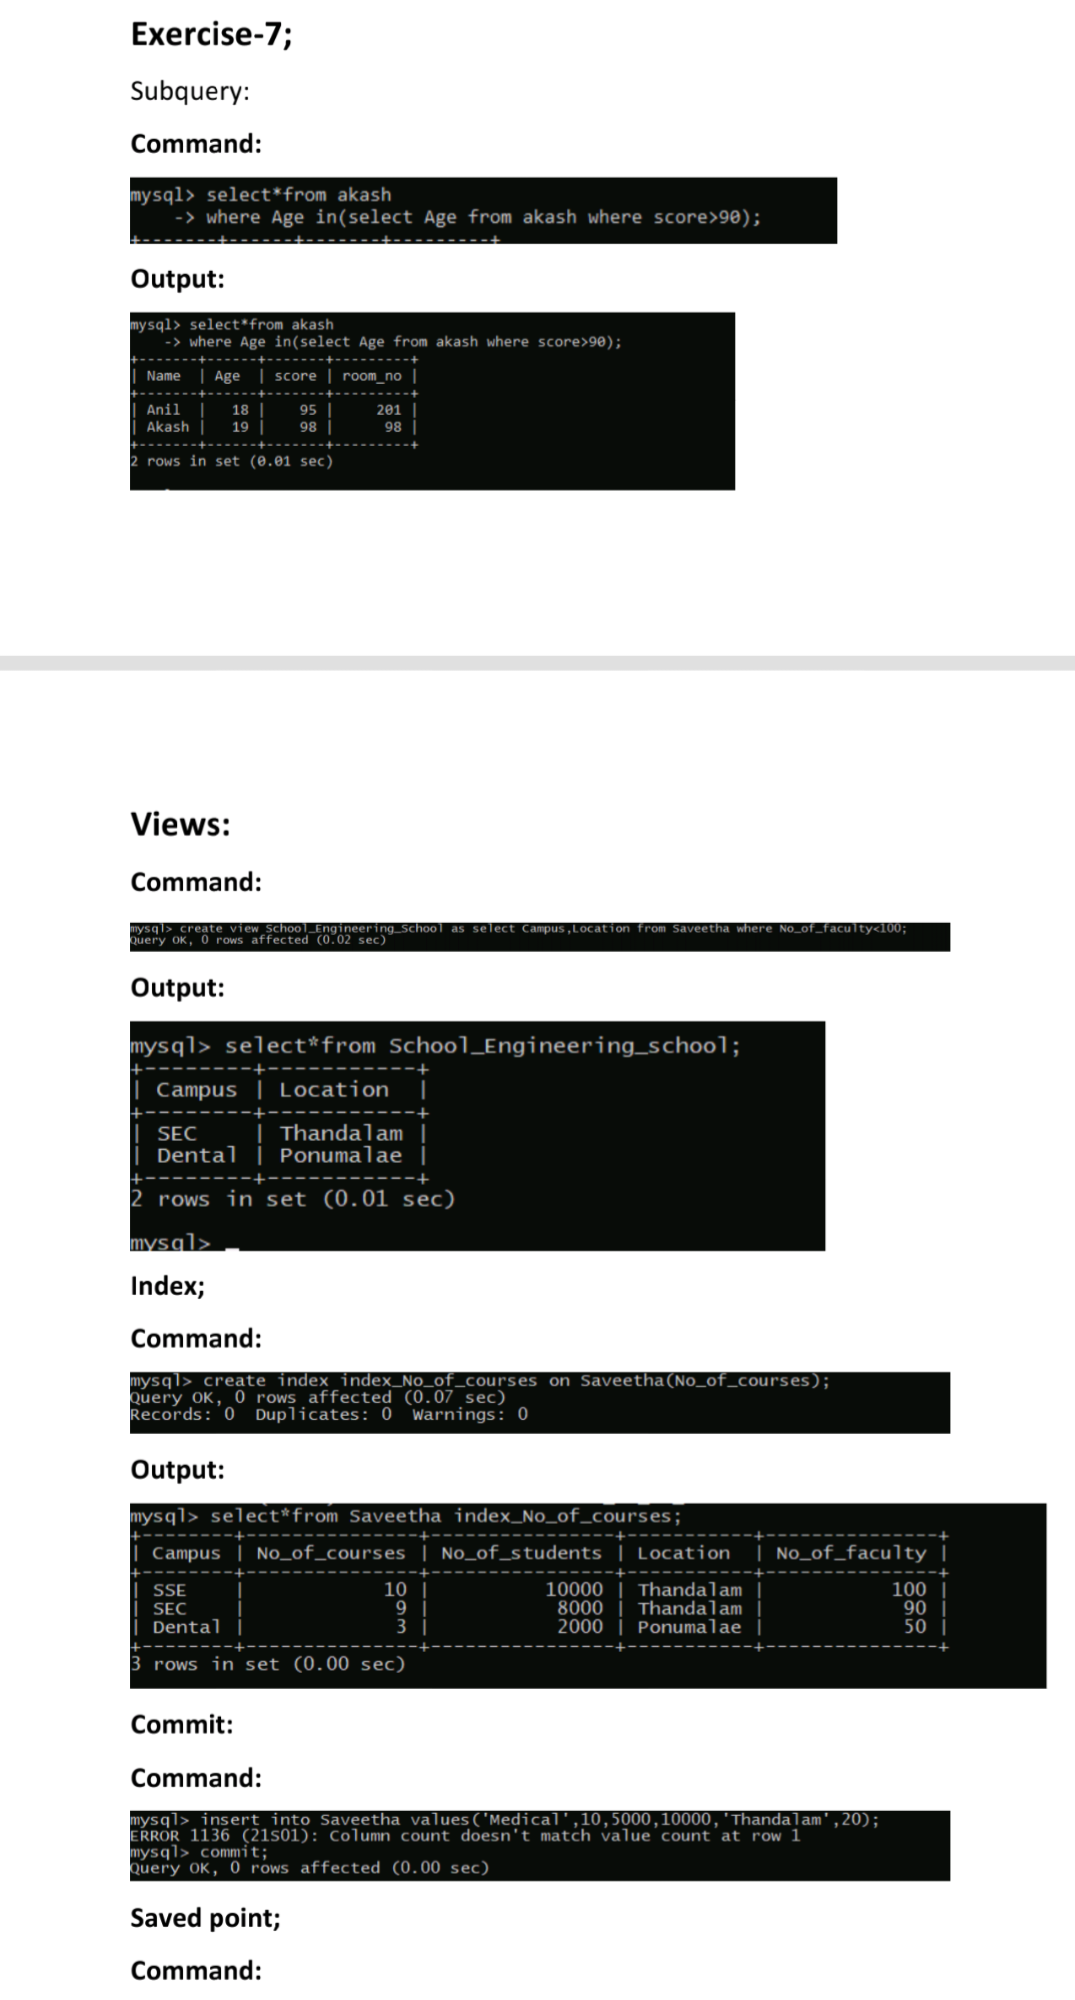 Exercise-7;
Subquery:
Command:
mysql> select*from akash
    -> where Age in(select Age from akash where score>90);
+-------+------+-------+---------+
Output:
mysql> select*from akash
    -> where Age in(select Age from akash where score>90);
+-------+------+-------+---------+
| Name  | Age  | score | room_no |
+-------+------+-------+---------+
| Anil  |   18 |    95 |     201 |
| Akash |   19 |    98 |      98 |
+-------+------+-------+---------+
2 rows in set (0.01 sec)
Views:
Command:
mysql> create view School_Engineering_School as select Campus,Location from Saveetha where No_of_faculty<100;
Query OK, 0 rows affected (0.02 sec)
Output:
mysql> select*from School_Engineering_school;
+--------+-----------+
| Campus | Location  |
+--------+-----------+
| SEC    | Thandalam |
| Dental | Ponumalae |
+--------+-----------+
2 rows in set (0.01 sec)
mysql> _
Index;
Command:
mysql> create index index_No_of_courses on Saveetha(No_of_courses);
Query OK, 0 rows affected (0.07 sec)
Records: 0  Duplicates: 0  Warnings: 0
Output:
mysql> select*from Saveetha index_No_of_courses;
+--------+---------------+----------------+-----------+---------------+
| Campus | No_of_courses | No_of_students | Location  | No_of_faculty |
+--------+---------------+----------------+-----------+---------------+
| SSE    |            10 |          10000 | Thandalam |           100 |
| SEC    |             9 |           8000 | Thandalam |            90 |
| Dental |             3 |           2000 | Ponumalae |            50 |
+--------+---------------+----------------+-----------+---------------+
3 rows in set (0.00 sec)
Commit:
Command:
mysql> insert into Saveetha values('Medical',10,5000,10000,'Thandalam',20);
ERROR 1136 (21S01): Column count doesn't match value count at row 1
mysql> commit;
Query OK, 0 rows affected (0.00 sec)
Saved point;
Command: